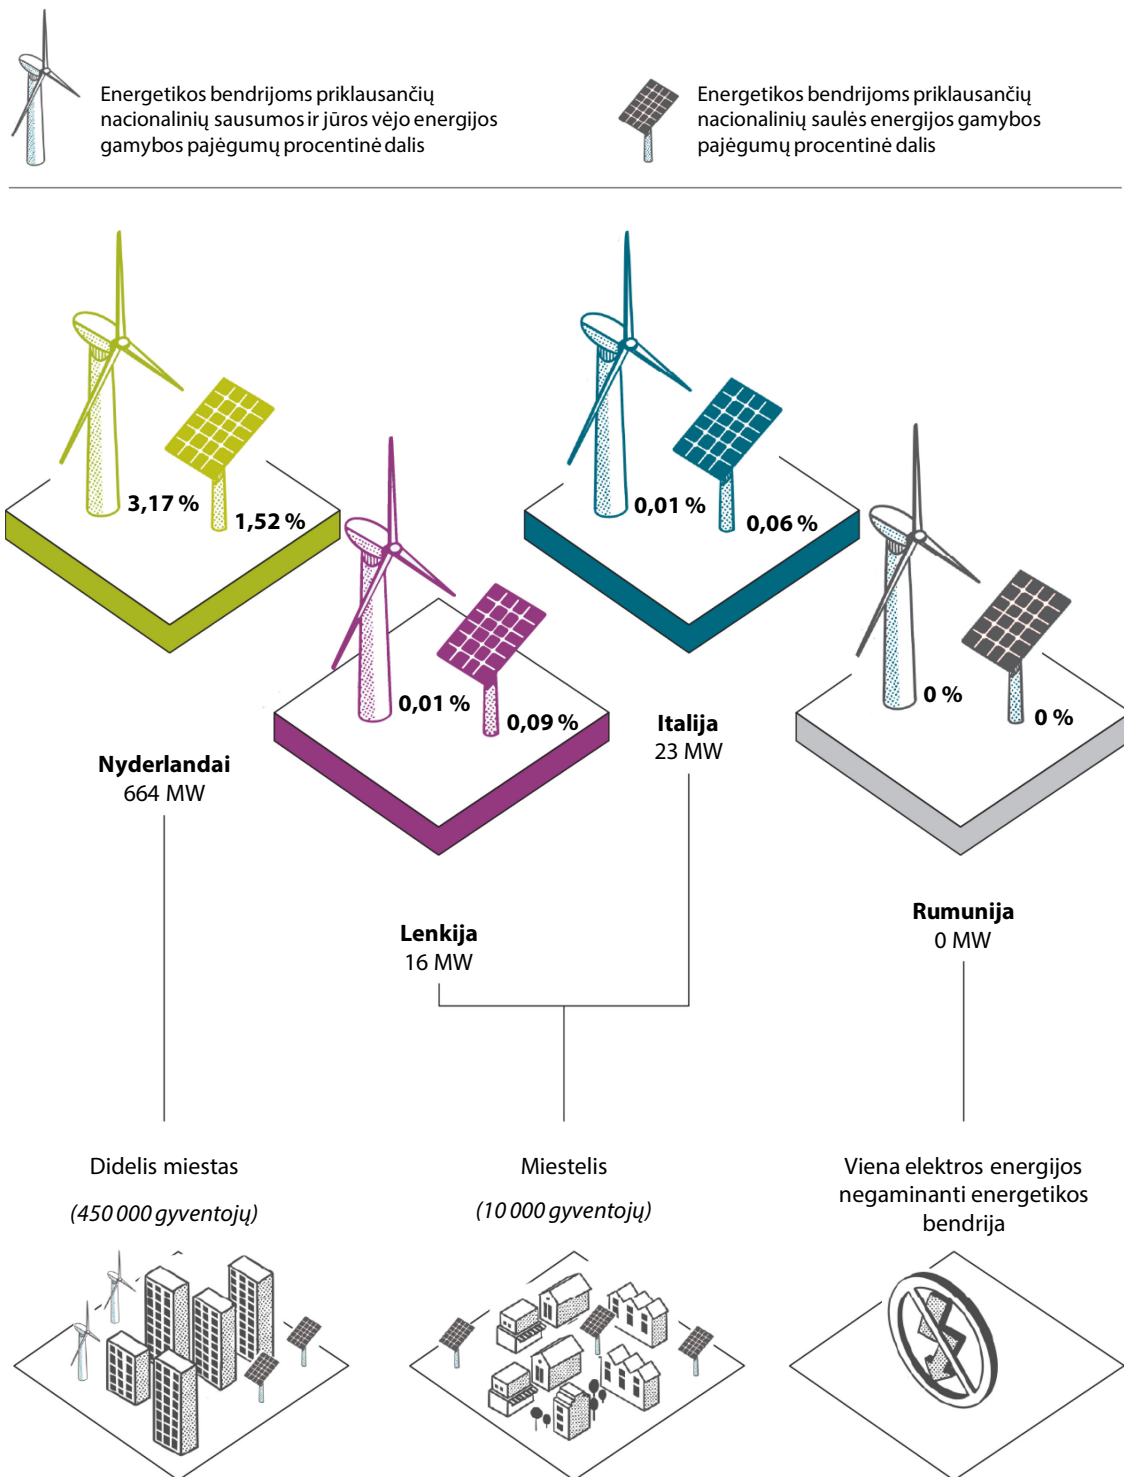 Energetikos bendrijoms priklausančių
nacionalinių sausumos ir jūros vėjo energijos
gamybos pajėgumų procentinė dalis
Energetikos bendrijoms priklausančių
nacionalinių saulės energijos gamybos
pajėgumų procentinė dalis
3,17 %
1,52 %
0,01 %
0,06 %
0,01 %
0,09 %
0 %
0 %
Nyderlandai
664 MW
Italija
23 MW
Lenkija
16 MW
Rumunija
0 MW
Didelis miestas
(450 000 gyventojų)
Miestelis
(10 000 gyventojų)
Viena elektros energijos
negaminanti energetikos
bendrija